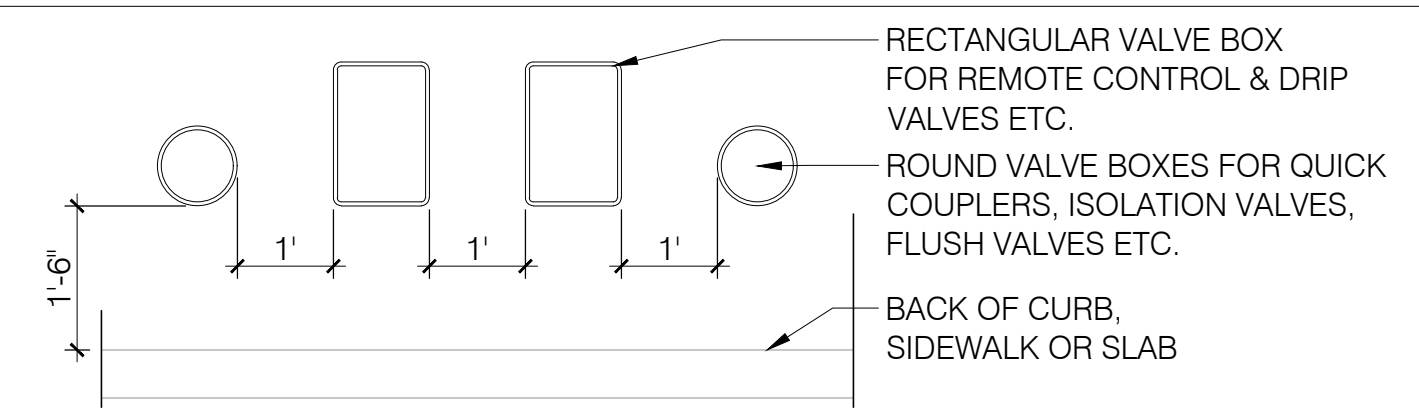 RECTANGULAR VALVE BOX
FOR REMOTE CONTROL & DRIP
VALVES ETC.
ROUND VALVE BOXES FOR QUICK
COUPLERS, ISOLATION VALVES,
FLUSH VALVES ETC.
1'
1'
1'
1'-6"
BACK OF CURB,
SIDEWALK OR SLAB